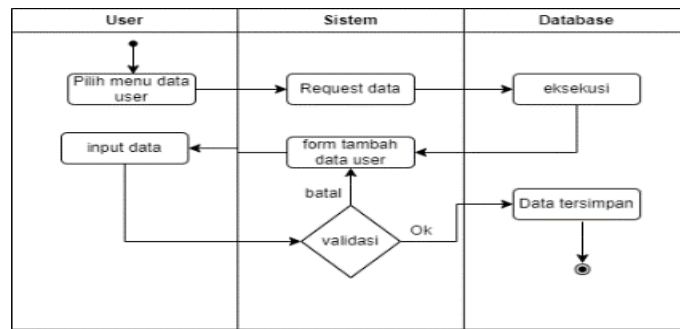 User
Sistem
Database
Pilih menu data
user
Request data
eksekusi
input data
form tambah
data user
batal
Data tersimpan
validasi
Ok